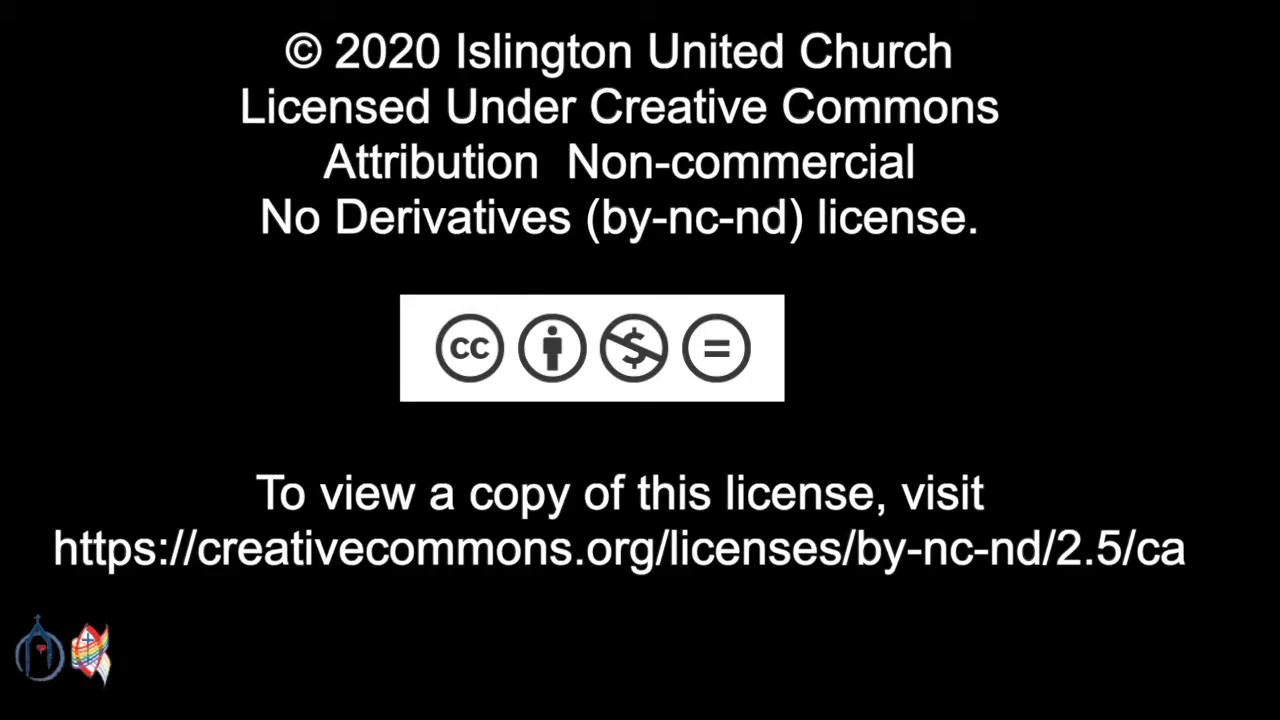 © 2020 Islington United Church
Licensed Under Creative Commons
Attribution  Non-commercial
No Derivatives (by-nc-nd) license.
cc $ =
To view a copy of this license, visit
https://creativecommons.org/licenses/by-nc-nd/2.5/ca